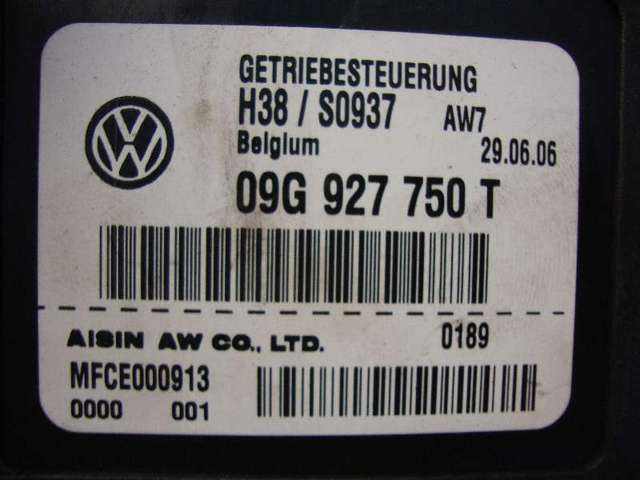 GETRIEBESTEUERUNG
H38 / S0937 AW7
Belgium 29.06.06
09G 927 750 T
AISIN AW CO., LTD. 0189
MFCE000913
0000 001